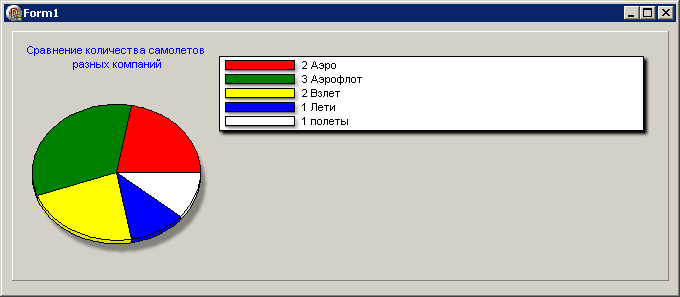 Form1
Сравнение количества самолетов
разных компаний
2 Аэро
3 Аэрофлот
2 Взлет
1 Лети
1 полеты